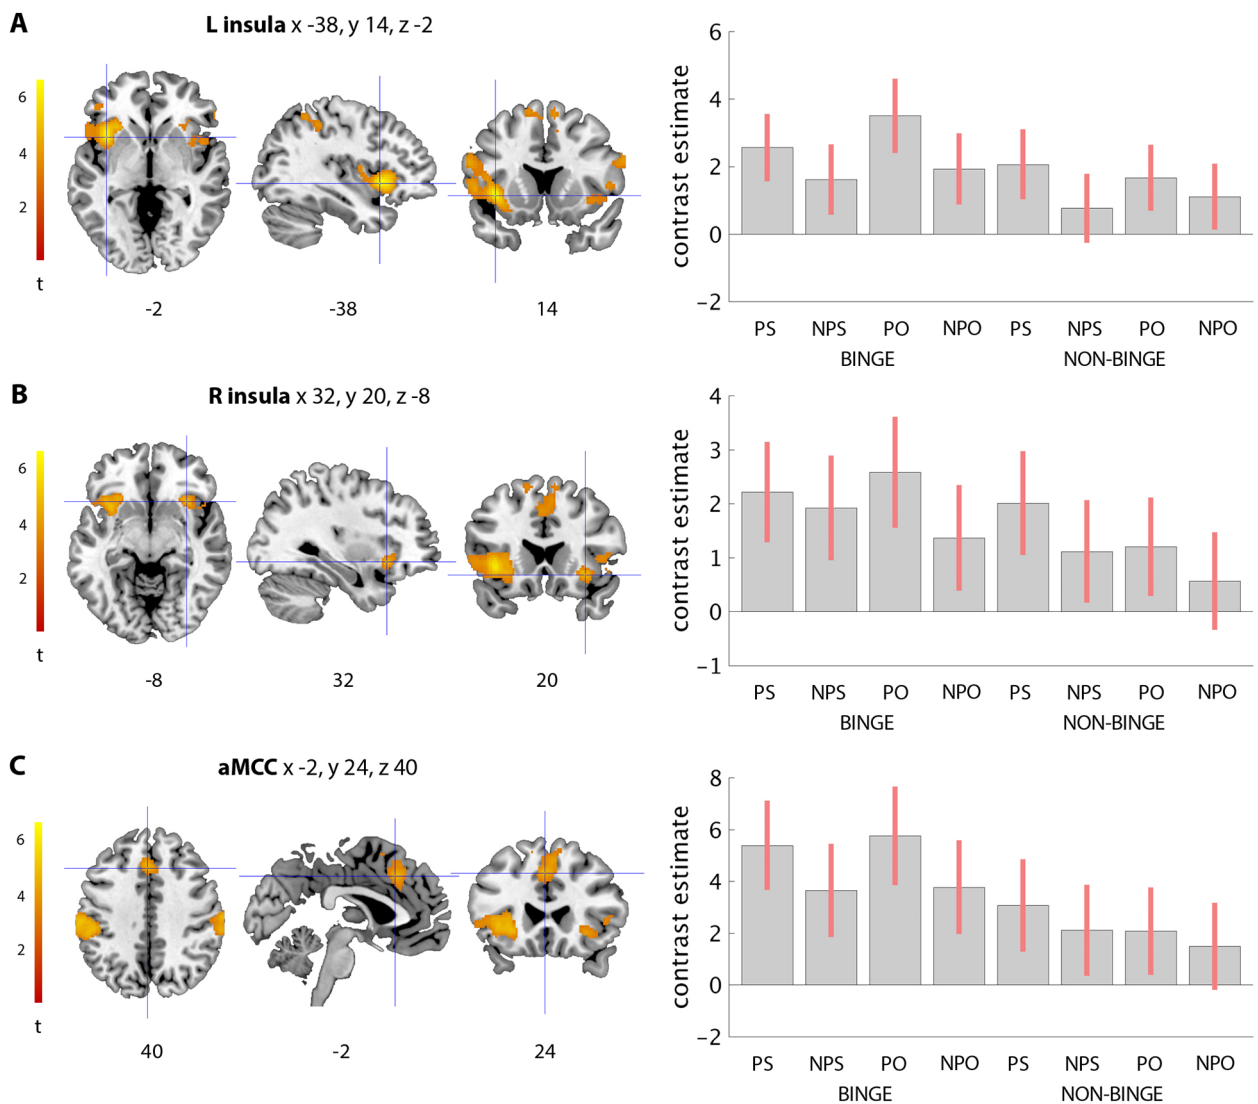 A
L insula x -38, y 14, z -2
6
4
2
t
-2
-38
14
contrast estimate
6
4
2
0
−2
PS NPS PO NPO PS NPS PO NPO
BINGE NON-BINGE
B
R insula x 32, y 20, z -8
6
4
2
t
-8
32
20
contrast estimate
4
3
2
1
0
−1
PS NPS PO NPO PS NPS PO NPO
BINGE NON-BINGE
C
aMCC x -2, y 24, z 40
6
4
2
t
40
-2
24
contrast estimate
8
6
4
2
0
−2
PS NPS PO NPO PS NPS PO NPO
BINGE NON-BINGE